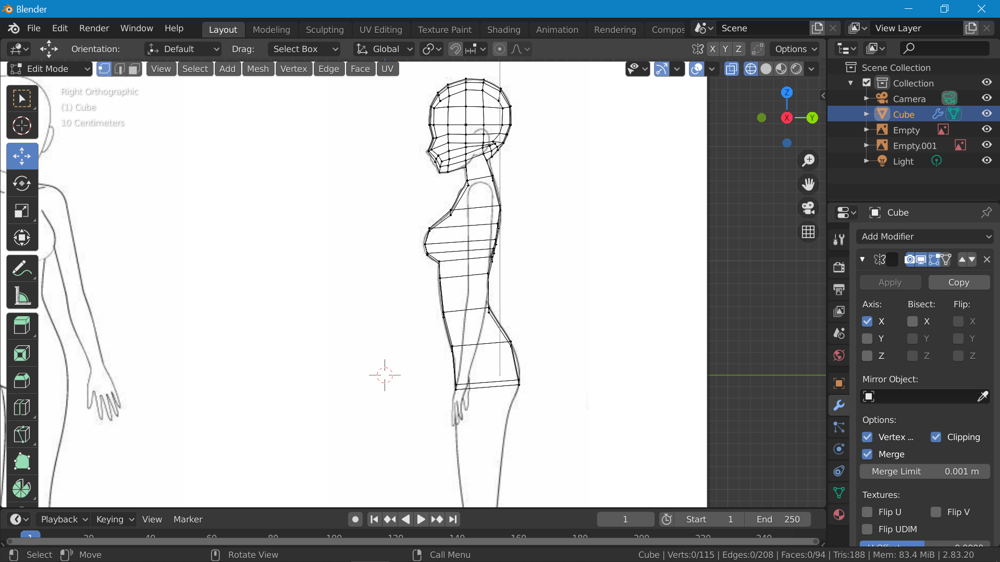 Blender
File Edit Render Window Help
Layout Modeling Sculpting UV Editing Texture Paint Shading Animation Rendering Compos
Scene
View Layer
Orientation: Default Drag: Select Box Global X Y Z Options
Edit Mode View Select Add Mesh Vertex Edge Face UV
Right Orthographic
(1) Cube
10 Centimeters
Z
X
Y
Scene Collection
Collection
Camera
Cube
Empty
Empty.001
Light
Cube
Add Modifier
Apply Copy
Axis: Bisect: Flip:
X X X
Y Y Y
Z Z Z
Mirror Object:
Options:
Vertex ... Clipping
Merge
Merge Limit 0.001 m
Textures:
Flip U Flip V
Flip UDIM
Playback Keying View Marker
1 Start 1 End 250
1 20 40 60 80 100 120 140 160 180 200 220 240
Select Move Rotate View Call Menu
Cube | Verts:0/115 | Edges:0/208 | Faces:0/94 | Tris:188 | Mem: 83.4 MiB | 2.83.20